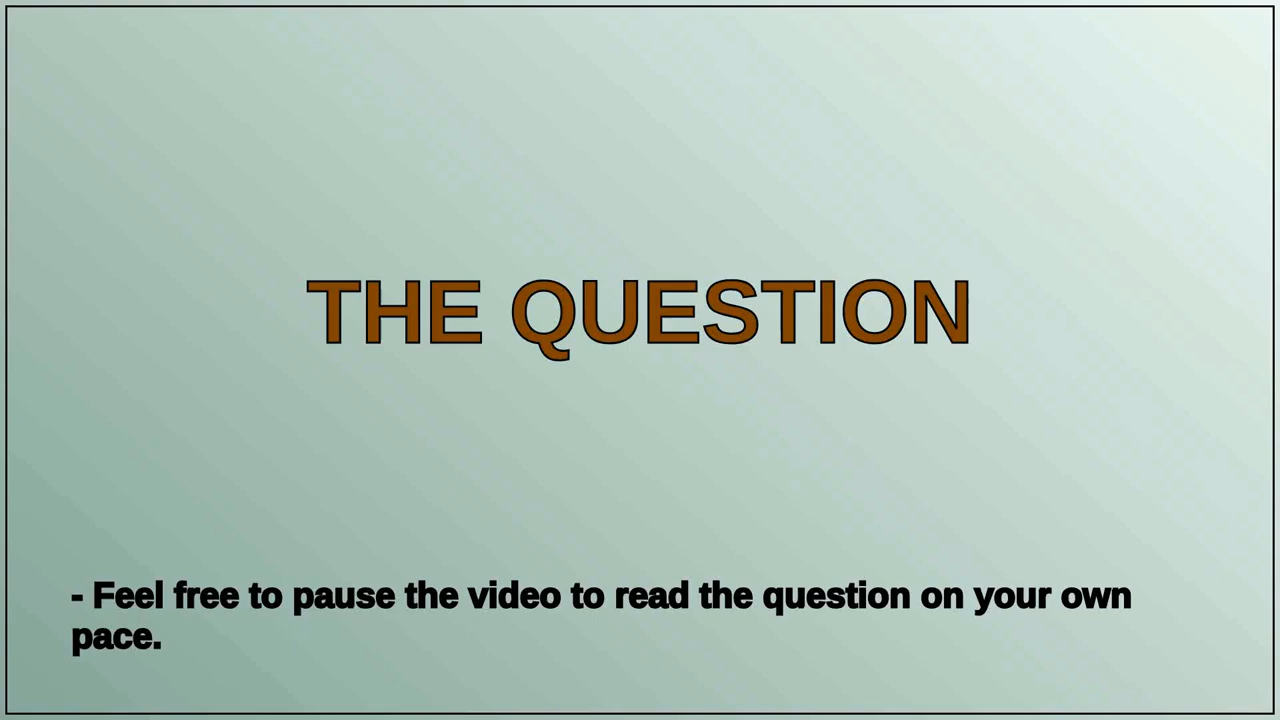 THE QUESTION
- Feel free to pause the video to read the question on your own
pace.